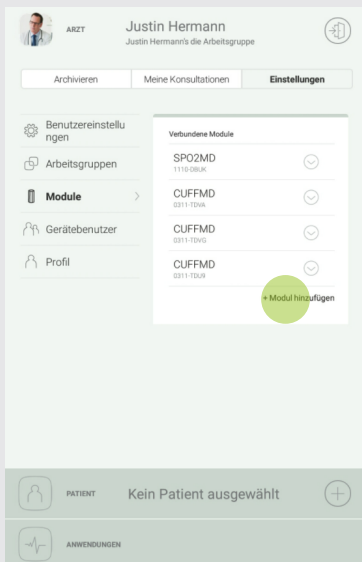 ARZT
Justin Hermann
Justin Hermann's die Arbeitsgruppe
Archivieren
Meine Konsultationen
Einstellungen
Benutzereinstellu
ngen
Arbeitsgruppen
Module
Gerätebenutzer
Profil
Verbundene Module
SPO2MD
1110-DBUK
CUFFMD
0311-TDVA
CUFFMD
0311-TDVG
CUFFMD
0311-TDUR
+ Modul hinzufügen
PATIENT
Kein Patient ausgewählt
ANWENDUNGEN